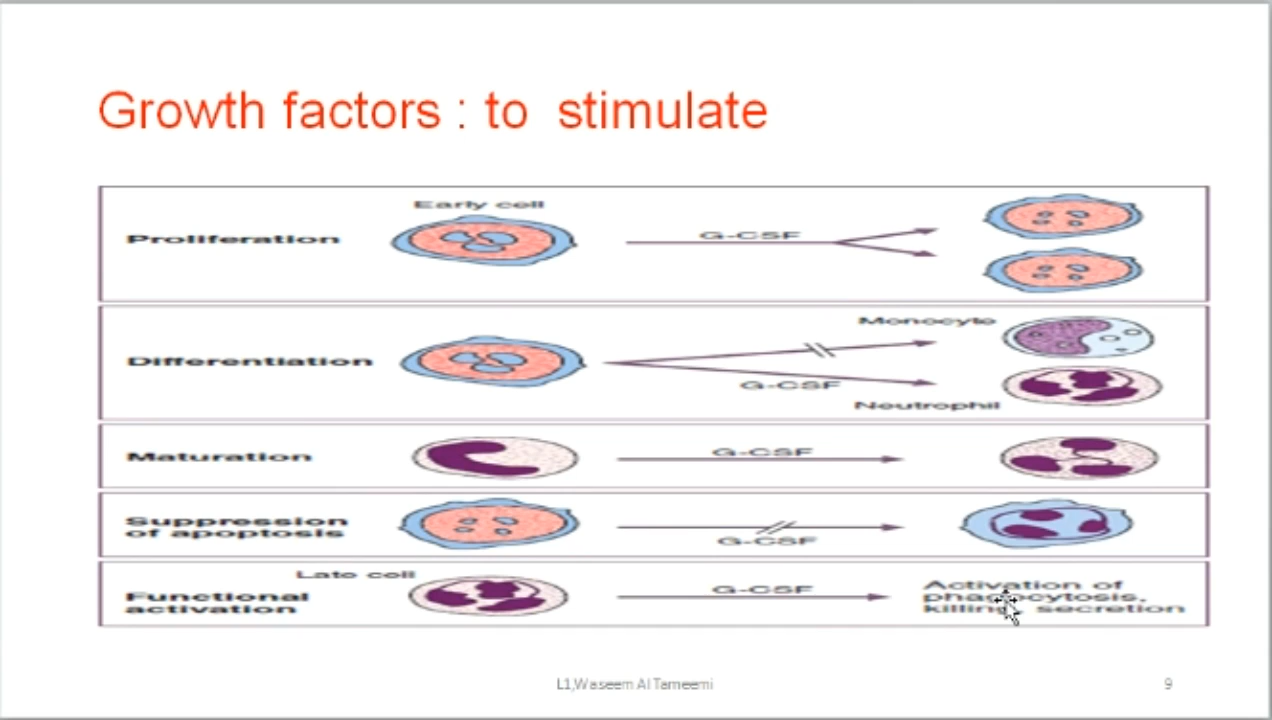 Growth factors : to stimulate
Early cell
Proliferation
G-CSF
Monocyte
Differentiation
G-CSF
Neutrophil
Maturation
G-CSF
Suppression
of apoptosis
G-CSF
Late cell
Functional
activation
G-CSF
Activation of
phagocytosis,
killing, secretion
L1,Waseem Al Tameemi
9